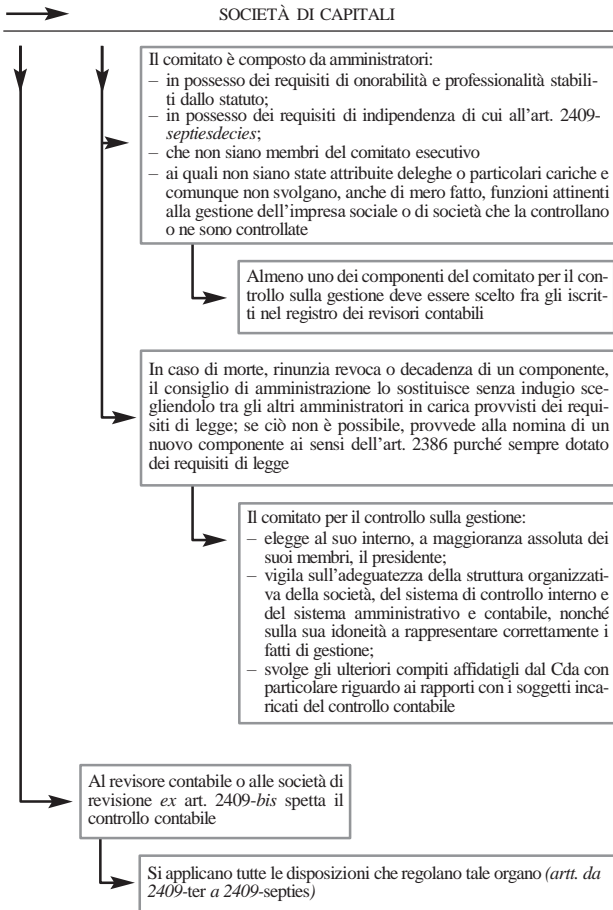 SOCIETÀ DI CAPITALI
Il comitato è composto da amministratori:
– in possesso dei requisiti di onorabilità e professionalità stabili-
ti dallo statuto;
– in possesso dei requisiti di indipendenza di cui all'art. 2409-
septiesdecies;
– che non siano membri del comitato esecutivo
– ai quali non siano state attribuite deleghe o particolari cariche e
comunque non svolgano, anche di mero fatto, funzioni attinenti
alla gestione dell'impresa sociale o di società che la controllano
o ne sono controllate
Almeno uno dei componenti del comitato per il con-
trollo sulla gestione deve essere scelto fra gli iscrit-
ti nel registro dei revisori contabili
In caso di morte, rinunzia revoca o decadenza di un componente,
il consiglio di amministrazione lo sostituisce senza indugio sce-
gliendolo tra gli altri amministratori in carica provvisti dei requi-
siti di legge; se ciò non è possibile, provvede alla nomina di un
nuovo componente ai sensi dell'art. 2386 purché sempre dotato
dei requisiti di legge
Il comitato per il controllo sulla gestione:
– elegge al suo interno, a maggioranza assoluta dei
suoi membri, il presidente;
– vigila sull'adeguatezza della struttura organizzati-
va della società, del sistema di controllo interno e
del sistema amministrativo e contabile, nonché
sulla sua idoneità a rappresentare correttamente i
fatti di gestione;
– svolge gli ulteriori compiti affidatigli dal Cda con
particolare riguardo ai rapporti con i soggetti inca-
ricati del controllo contabile
Al revisore contabile o alle società di
revisione ex art. 2409-bis spetta il
controllo contabile
Si applicano tutte le disposizioni che regolano tale organo (artt. da
2409-ter a 2409-septies)